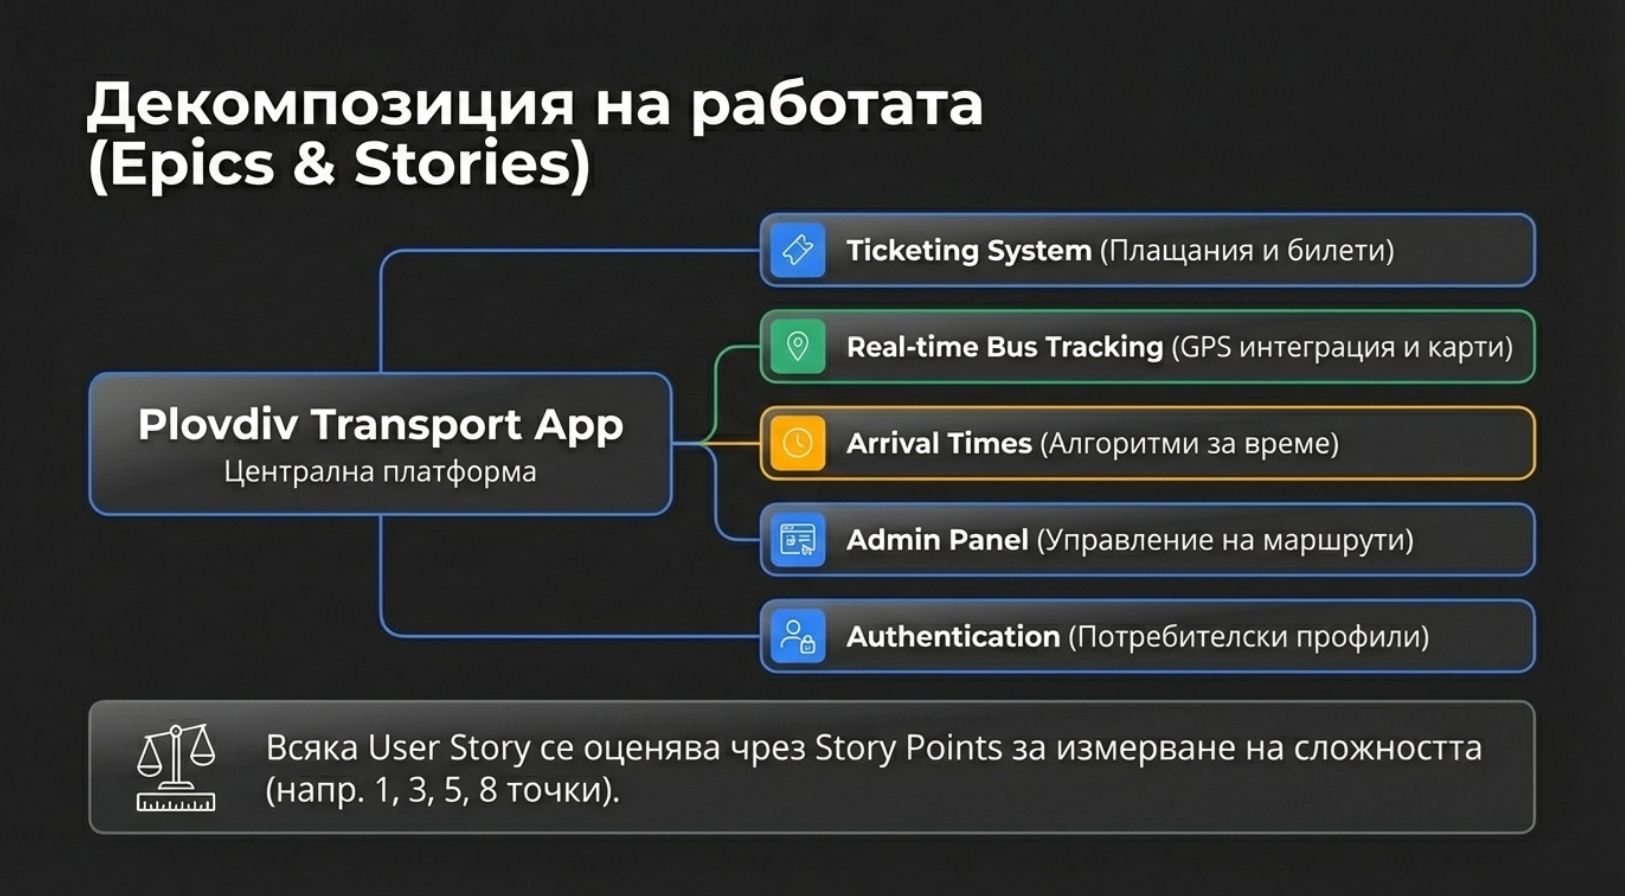 Декомпозиция на работата
(Epics & Stories)
Ticketing System (Плащания и билети)
Real-time Bus Tracking (GPS интеграция и карти)
Plovdiv Transport App
Централна платформа
Arrival Times (Алгоритми за време)
Admin Panel (Управление на маршрути)
Authentication (Потребителски профили)
Всяка User Story се оценява чрез Story Points за измерване на сложността
(напр. 1, 3, 5, 8 точки).